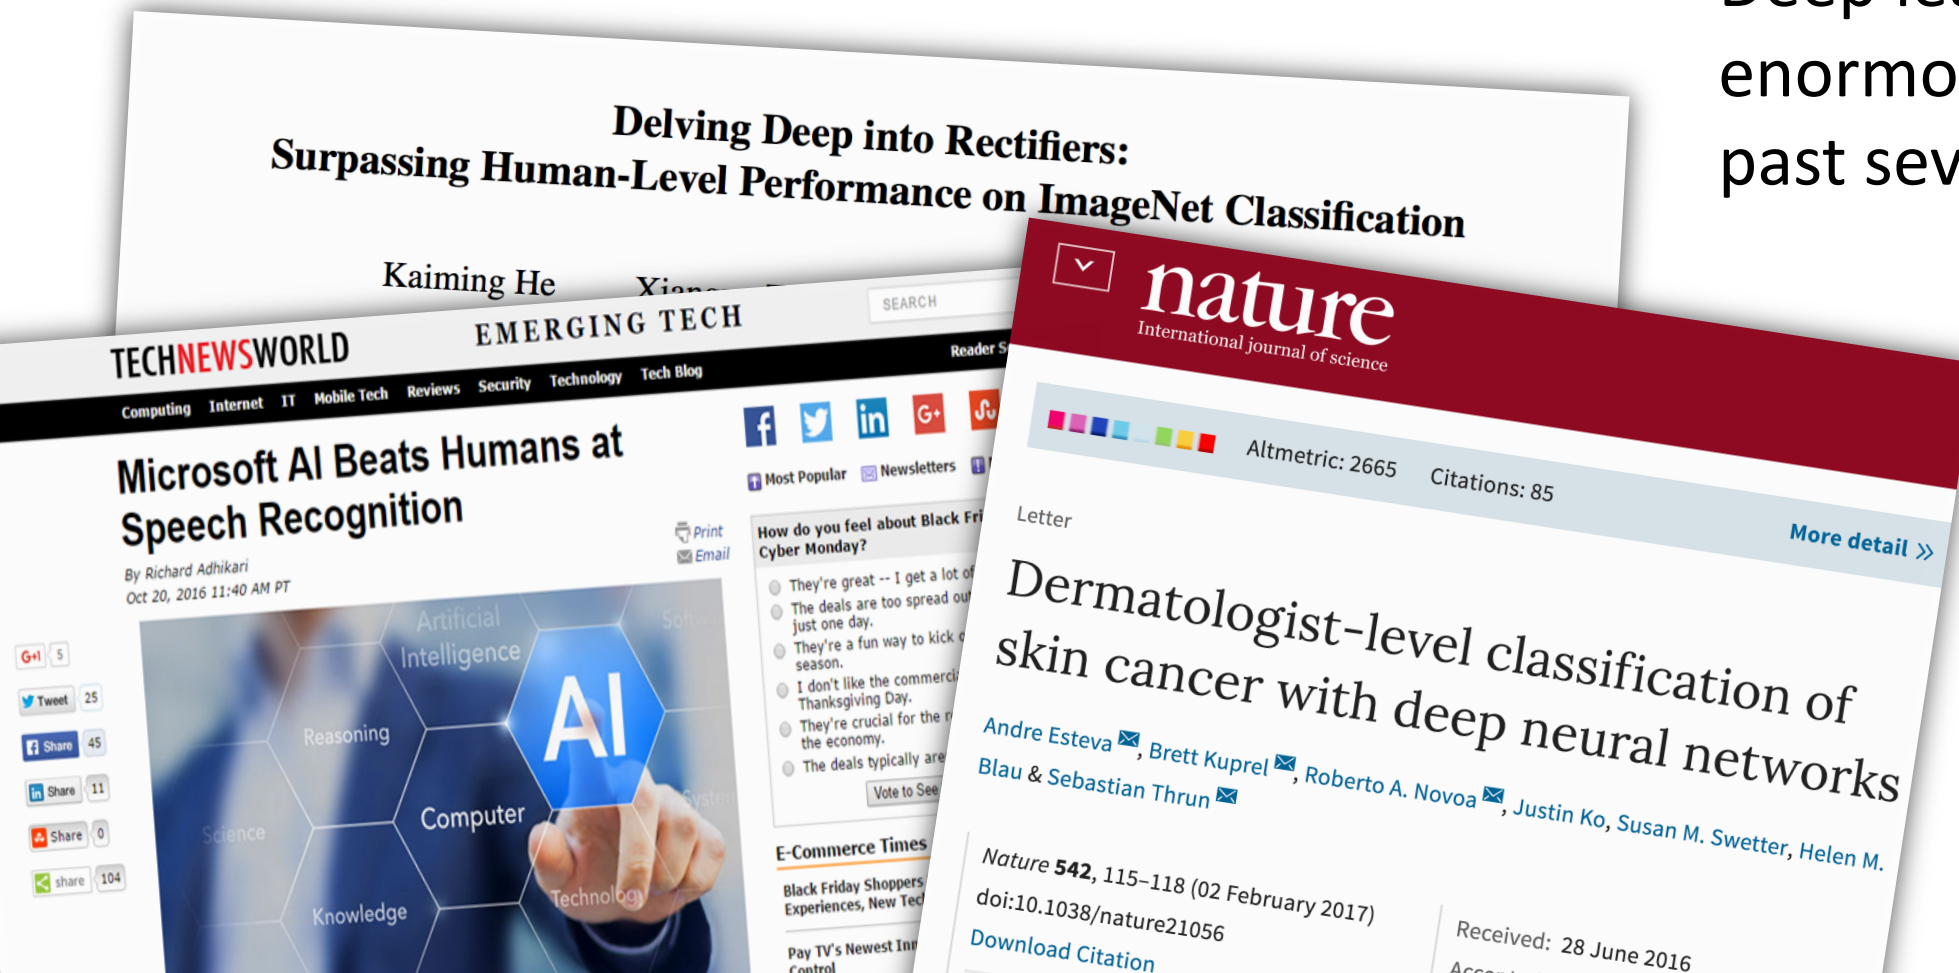 enormo
past sev
Delving Deep into Rectifiers:
Surpassing Human-Level Performance on ImageNet Classification
Kaiming He
TECHNEWSWORLD
EMERGING TECH
SEARCH
Reader
Computing Internet IT Mobile Tech Reviews Security Technology Tech Blog
Microsoft AI Beats Humans at
Speech Recognition
By Richard Adhikari
Oct 20, 2016 11:40 AM PT
Print
Email
G+1 5
Tweet 25
Share 45
in Share 11
Share 0
share 104
Artificial
Intelligence
AI
Reasoning
Computer
Science
Knowledge
Technology
f in G+
Most Popular Newsletters
How do you feel about Black Fri
Cyber Monday?
They're great -- I get a lot of
The deals are too spread out
just one day.
They're a fun way to kick o
season.
I don't like the commercia
Thanksgiving Day.
They're crucial for the r
the economy.
The deals typically are
Vote to See
E-Commerce Times
Black Friday Shoppers
Experiences, New Tec
Pay TV's Newest Inn
Control
nature
International journal of science
Altmetric: 2665 Citations: 85
More detail »
Letter
Dermatologist-level classification of
skin cancer with deep neural networks
Andre Esteva, Brett Kuprel, Roberto A. Novoa, Justin Ko, Susan M. Swetter, Helen M.
Blau & Sebastian Thrun
Nature 542, 115–118 (02 February 2017)
doi:10.1038/nature21056
Download Citation
Received: 28 June 2016